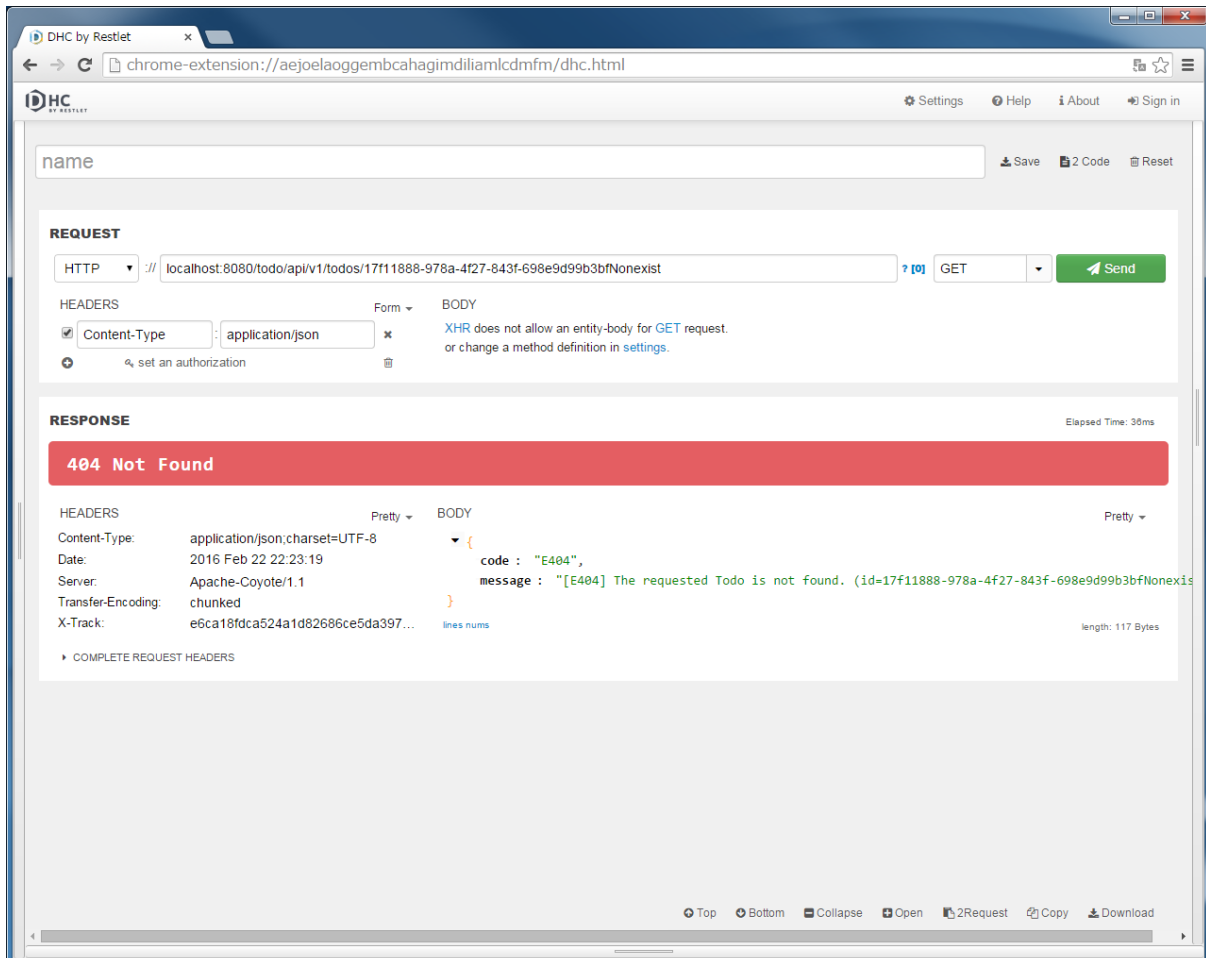 DHC by Restlet
chrome-extension://aejoelaoggembcahagimdiliamlcdmfm/dhc.html
DHC BY RESTLET Settings Help About Sign in
name Save 2 Code Reset
REQUEST
HTTP :// localhost:8080/todo/api/v1/todos/17f11888-978a-4f27-843f-698e9d99b3bfNonexist ? [0] GET Send
HEADERS Form BODY
Content-Type : application/json XHR does not allow an entity-body for GET request.
or change a method definition in settings.
set an authorization
RESPONSE Elapsed Time: 36ms
404 Not Found
HEADERS Pretty BODY Pretty
Content-Type: application/json;charset=UTF-8 {
Date: 2016 Feb 22 22:23:19 code : "E404",
Server: Apache-Coyote/1.1 message : "[E404] The requested Todo is not found. (id=17f11888-978a-4f27-843f-698e9d99b3bfNonexis
Transfer-Encoding: chunked }
X-Track: e6ca18fdca524a1d82686ce5da397... lines nums length: 117 Bytes
COMPLETE REQUEST HEADERS
Top Bottom Collapse Open 2Request Copy Download